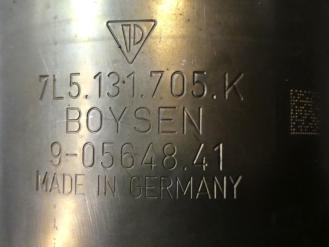 7L5.131.705.K
BOYSEN
9-05648.41
MADE IN GERMANY